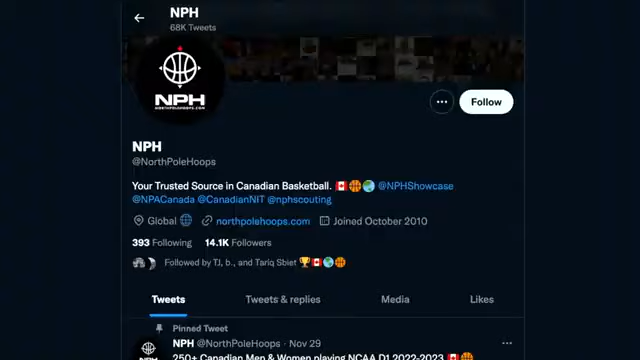 NPH
68K Tweets
NPH
NORTHPOLEHOOPS.COM
Follow
NPH
@NorthPoleHoops
Your Trusted Source in Canadian Basketball. 🇨🇦🏀🌏 @NPHShowcase
@NPACanada @CanadianNIT @nphscouting
Global 🌐 northpolehoops.com Joined October 2010
393 Following 14.1K Followers
Followed by TJ, b., and Tariq Sbiet 🏆🇨🇦🌏🏀
Tweets Tweets & replies Media Likes
Pinned Tweet
NPH @NorthPoleHoops · Nov 29
250+ Canadian Men & Women playing NCAA D1 2022-2023 🇨🇦🏀